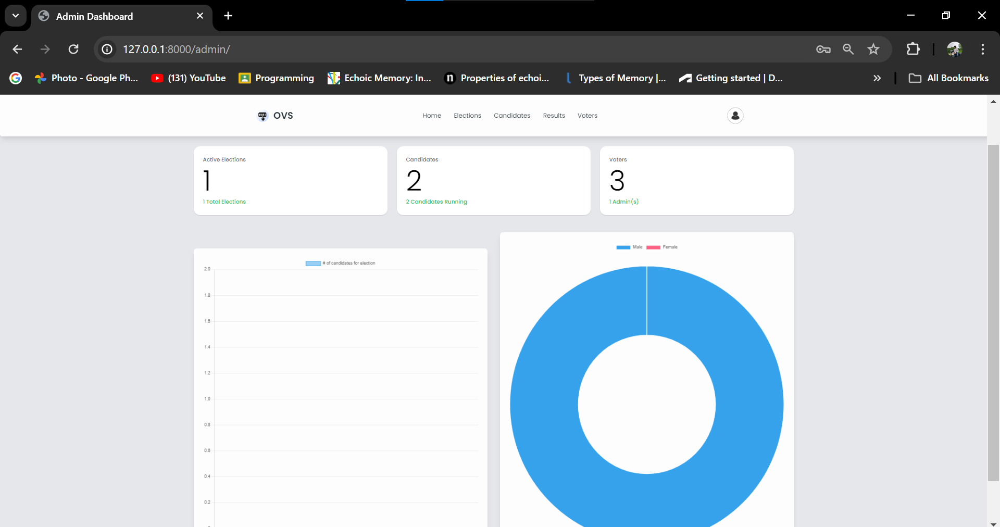 Admin Dashboard
127.0.0.1:8000/admin/
Photo - Google Ph...
(131) YouTube
Programming
Echoic Memory: In...
Properties of echoi...
Types of Memory |...
Getting started | D...
All Bookmarks
OVS
Home
Elections
Candidates
Results
Voters
Active Elections
1
1 Total Elections
Candidates
2
2 Candidates Running
Voters
3
1 Admin(s)
# of candidates for election
2.0
1.8
1.6
1.4
1.2
1.0
0.8
0.6
0.4
0.2
Male
Female